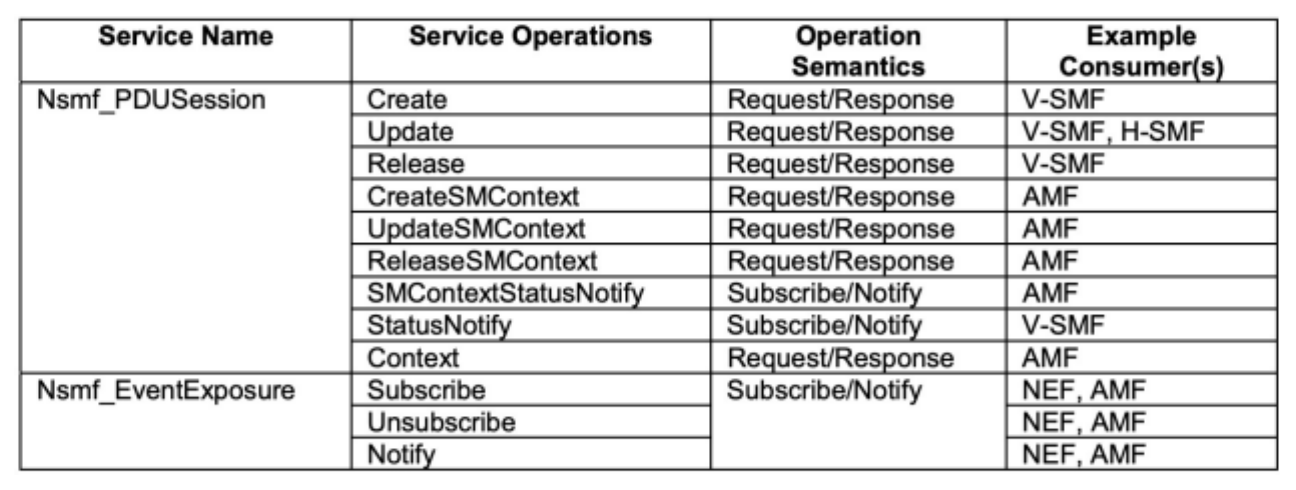 Service Name Service Operations Operation Semantics Example Consumer(s)
Nsmf_PDUSession Create Request/Response V-SMF
Update Request/Response V-SMF, H-SMF
Release Request/Response V-SMF
CreateSMContext Request/Response AMF
UpdateSMContext Request/Response AMF
ReleaseSMContext Request/Response AMF
SMContextStatusNotify Subscribe/Notify AMF
StatusNotify Subscribe/Notify V-SMF
Context Request/Response AMF
Nsmf_EventExposure Subscribe Subscribe/Notify NEF, AMF
Unsubscribe NEF, AMF
Notify NEF, AMF